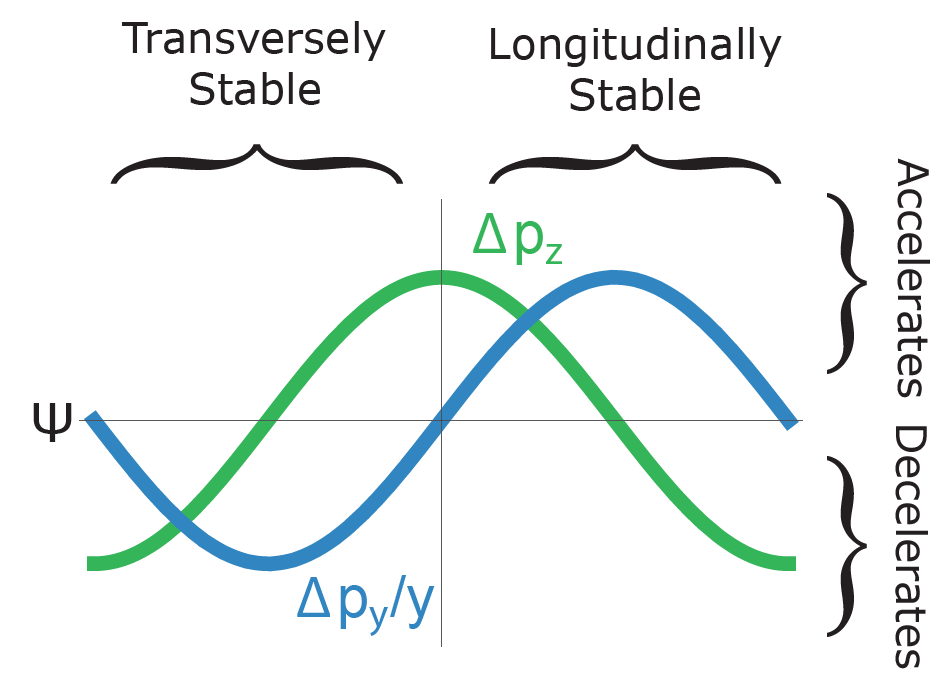 Transversely
Stable
Longitudinally
Stable
Δp_z
Ψ
Δp_y/y
Accelerates
Decelerates